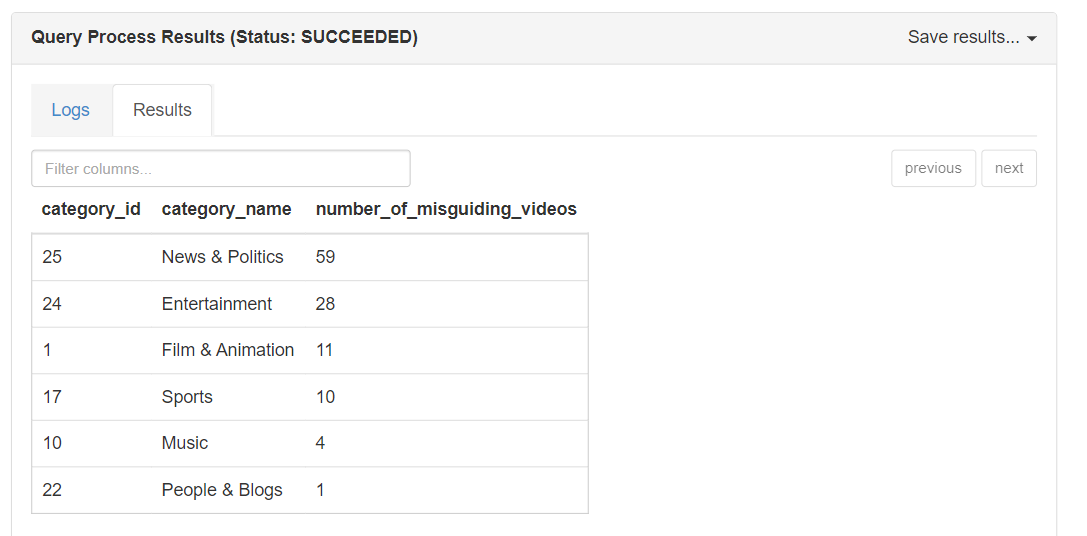 Query Process Results (Status: SUCCEEDED) Save results...
Logs Results
Filter columns... previous next
category_id category_name number_of_misguiding_videos
25 News & Politics 59
24 Entertainment 28
1 Film & Animation 11
17 Sports 10
10 Music 4
22 People & Blogs 1